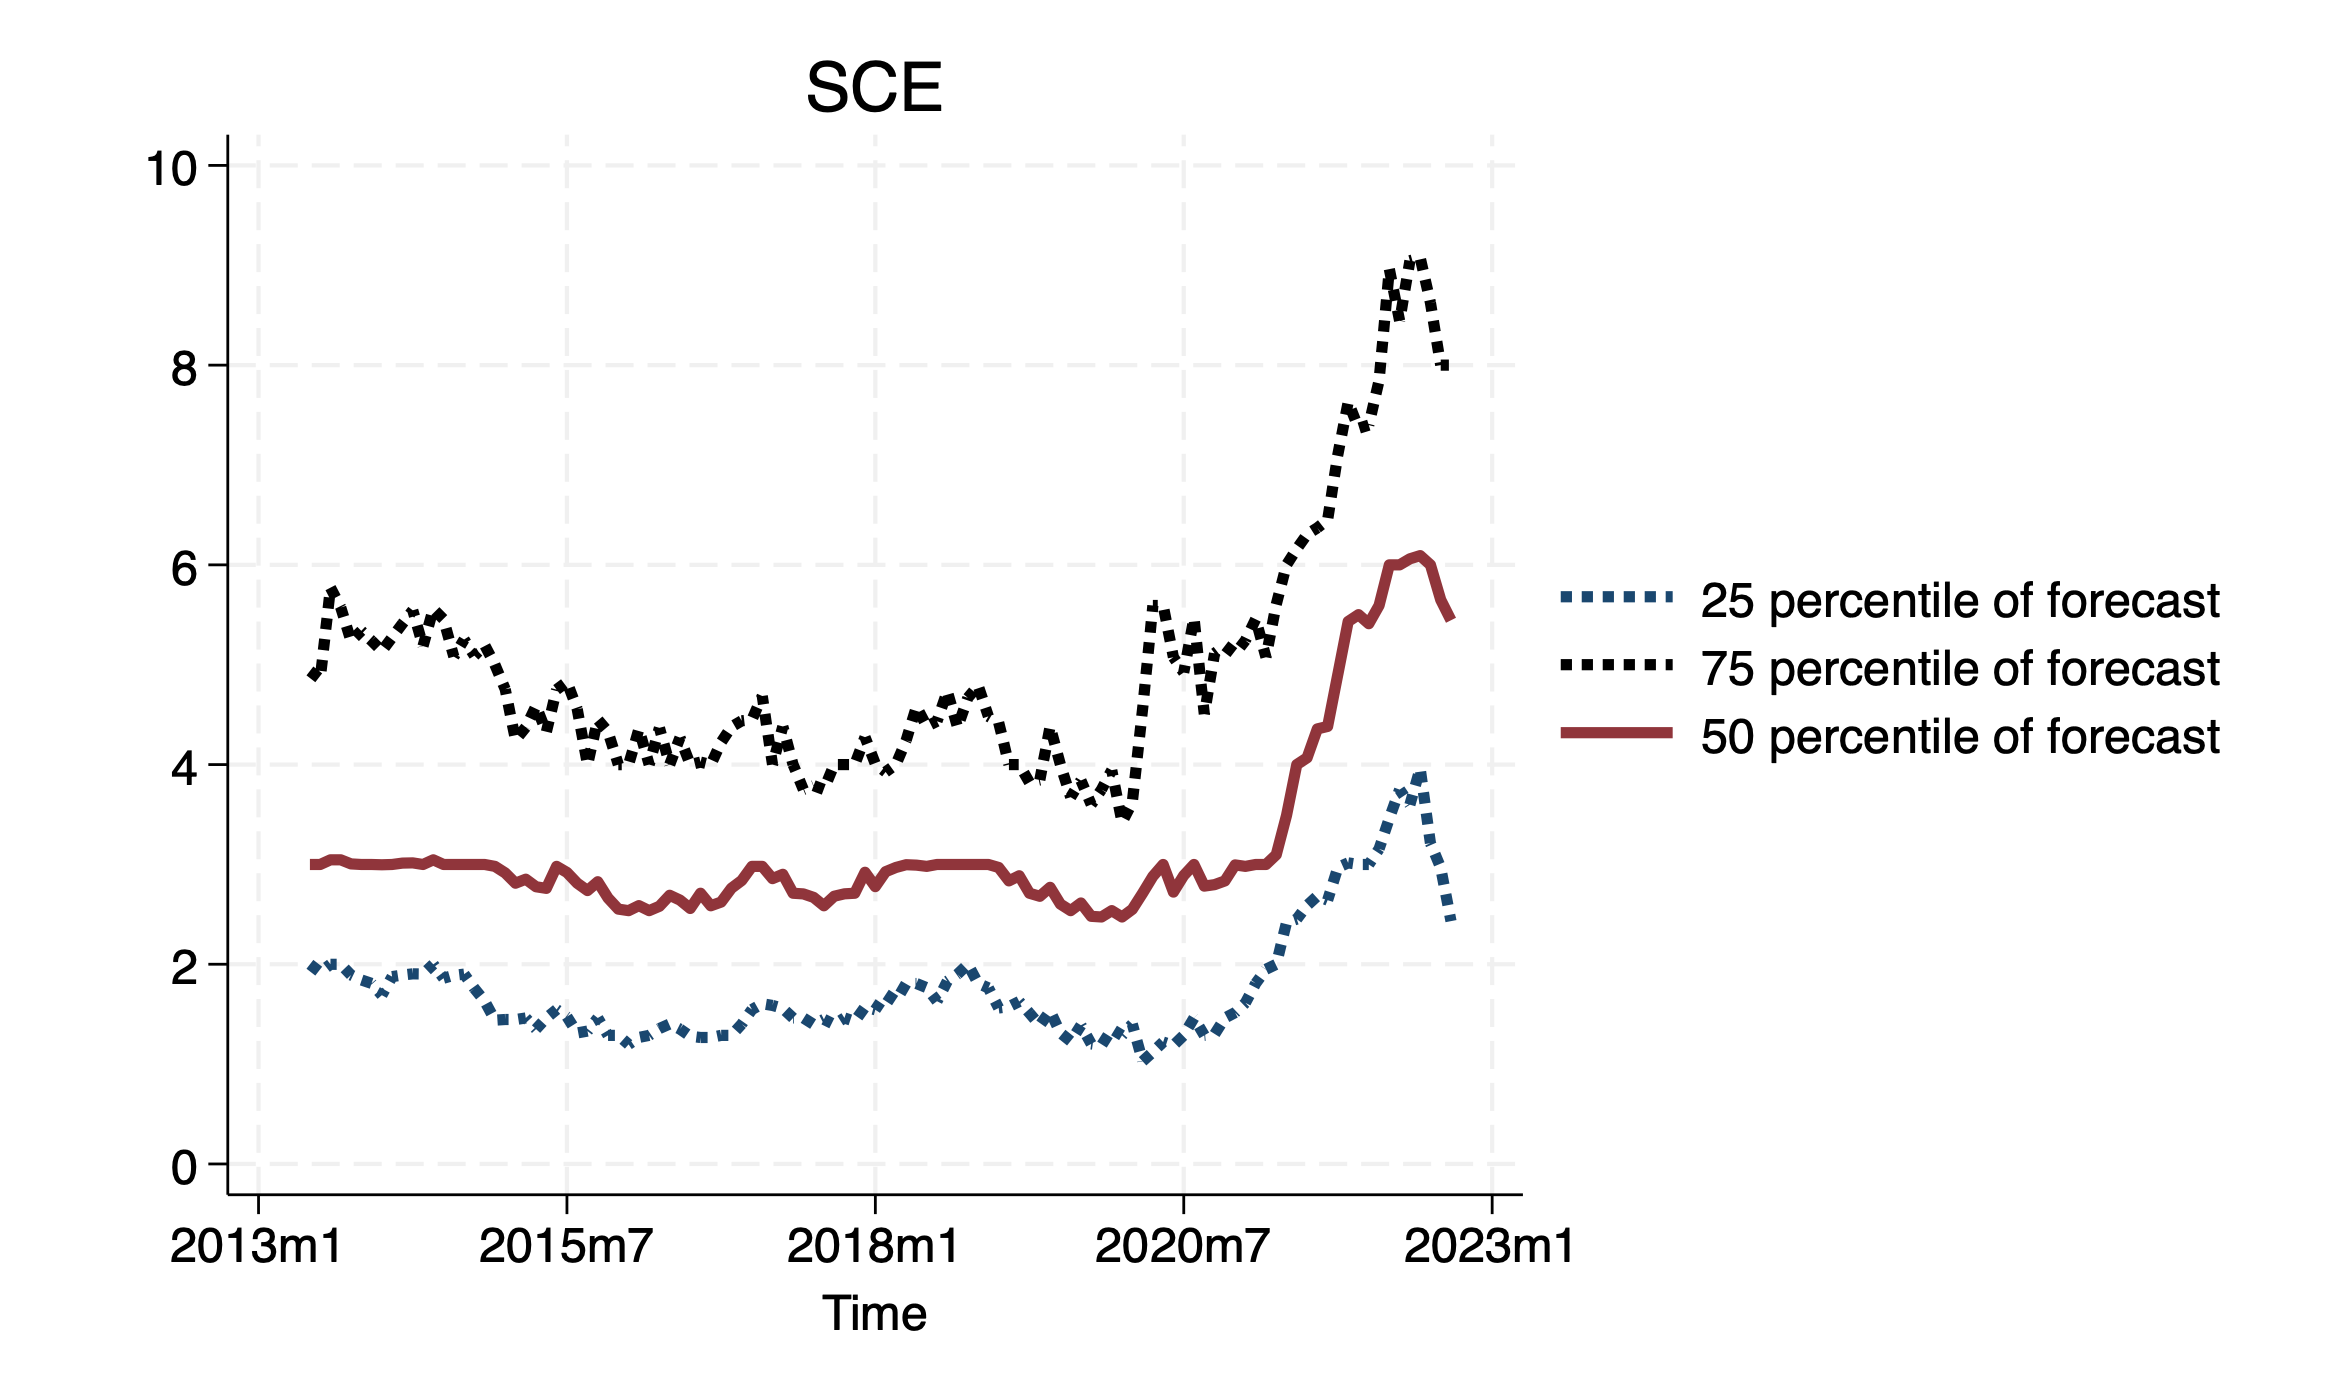 SCE
10
8
6
4
2
0
2013m1 2015m7 2018m1 2020m7 2023m1
Time
25 percentile of forecast
75 percentile of forecast
50 percentile of forecast